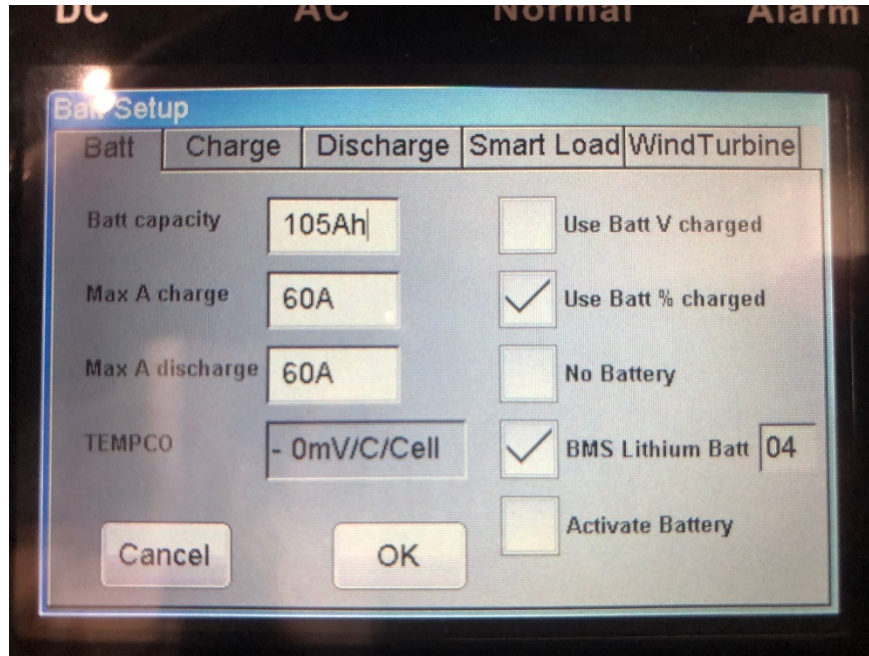 DC AC Normal Alarm
Batt Setup
Batt Charge Discharge Smart Load WindTurbine
Batt capacity 105Ah Use Batt V charged
Max A charge 60A Use Batt % charged
Max A discharge 60A No Battery
TEMPCO - 0mV/C/Cell BMS Lithium Batt 04
Activate Battery
Cancel OK